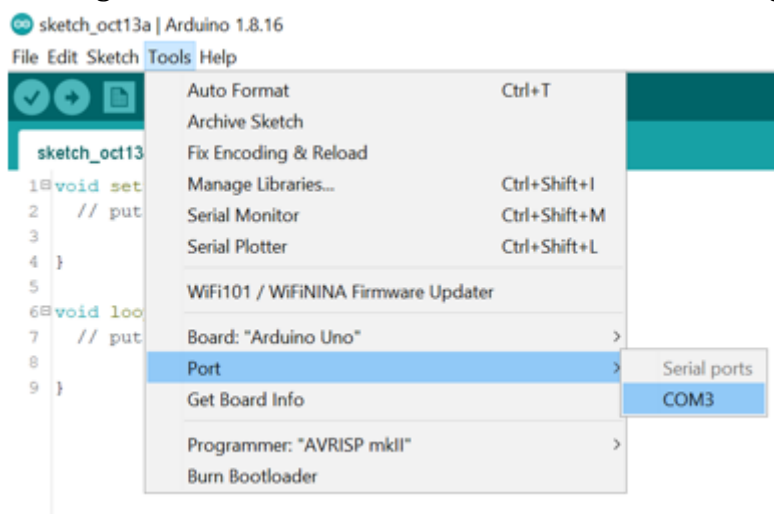 sketch_oct13a | Arduino 1.8.16
File Edit Sketch Tools Help
Auto Format Ctrl+T
Archive Sketch
sketch_oct13 Fix Encoding & Reload
1 void set Manage Libraries... Ctrl+Shift+I
2 // put Serial Monitor Ctrl+Shift+M
3 Serial Plotter Ctrl+Shift+L
4 }
5 WiFi101 / WiFiNINA Firmware Updater
6 void loo
7 // put Board: "Arduino Uno"
8 Port Serial ports
9 } Get Board Info COM3
Programmer: "AVRISP mkII"
Burn Bootloader